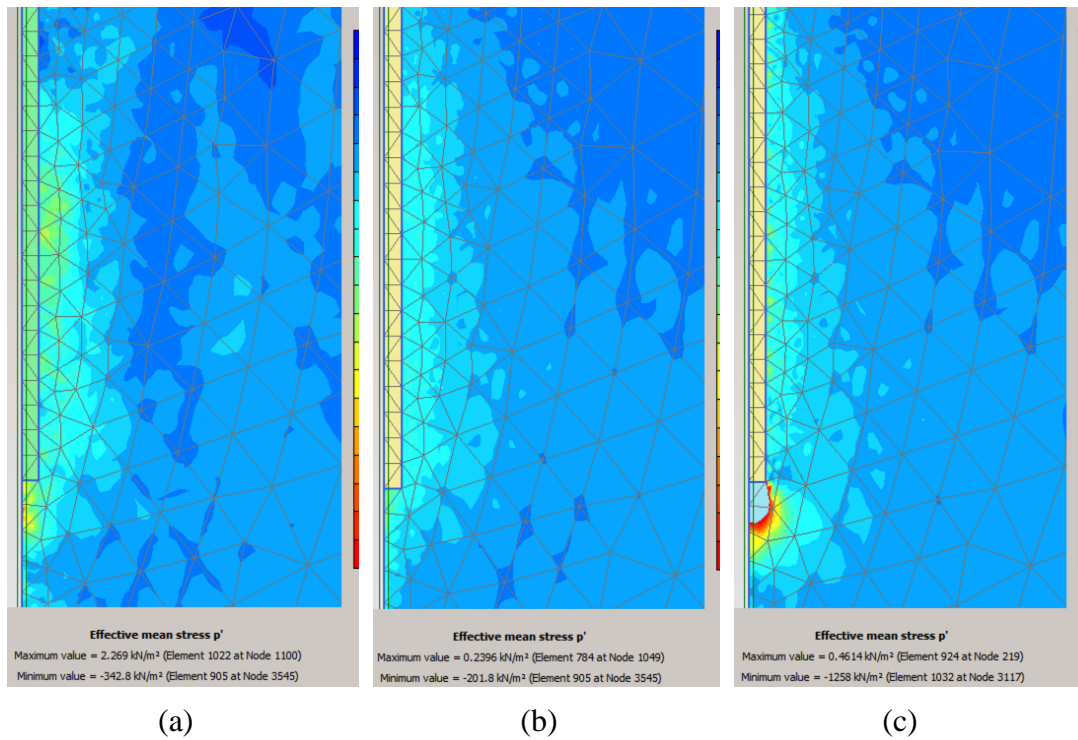 Effective mean stress p'
Maximum value = 2.269 kN/m² (Element 1022 at Node 1100)
Minimum value = -342.8 kN/m² (Element 905 at Node 3545)
Effective mean stress p'
Maximum value = 0.2396 kN/m² (Element 784 at Node 1049)
Minimum value = -201.8 kN/m² (Element 905 at Node 3545)
Effective mean stress p'
Maximum value = 0.4614 kN/m² (Element 924 at Node 219)
Minimum value = -1258 kN/m² (Element 1032 at Node 3117)
(a)
(b)
(c)